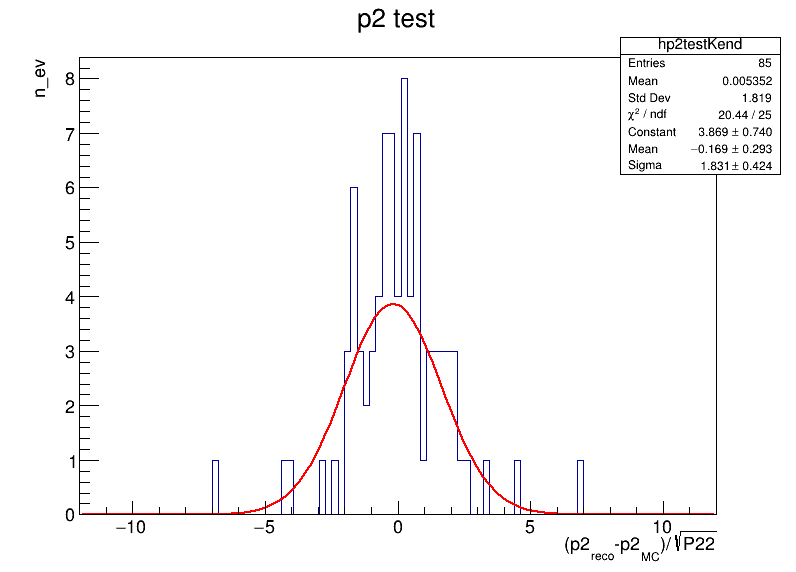 p2 test
hp2testKend
Entries 85
Mean 0.005352
Std Dev 1.819
χ² / ndf 20.44 / 25
Constant 3.869 ± 0.740
Mean −0.169 ± 0.293
Sigma 1.831 ± 0.424
n_ev
8
7
6
5
4
3
2
1
0
−10 −5 0 5 10
(p2reco-p2MC)/√P22